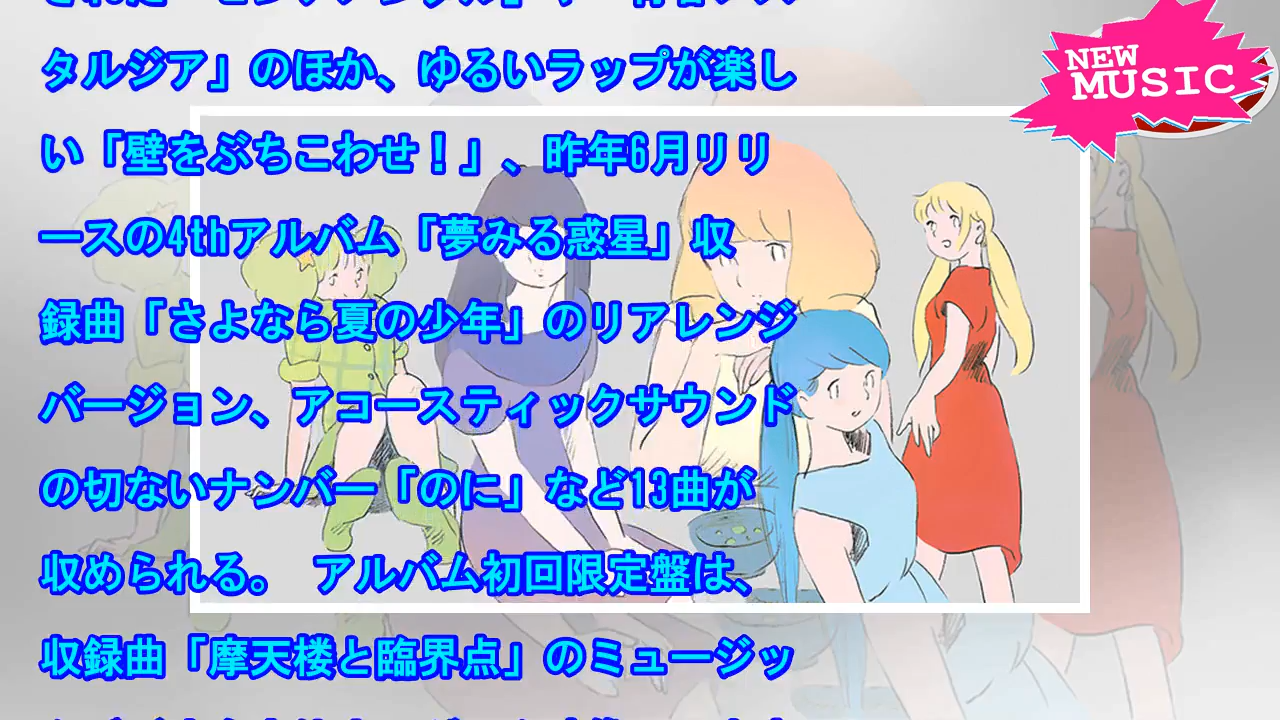 タルジア」のほか、ゆるいラップが楽し
い「壁をぶちこわせ！」、昨年6月リリ
ースの4thアルバム「夢みる惑星」収
録曲「さよなら夏の少年」のリアレンジ
バージョン、アコースティックサウンド
の切ないナンバー「のに」など13曲が
収められる。　アルバム初回限定盤は、
収録曲「摩天楼と臨界点」のミュージッ
NEW
MUSIC